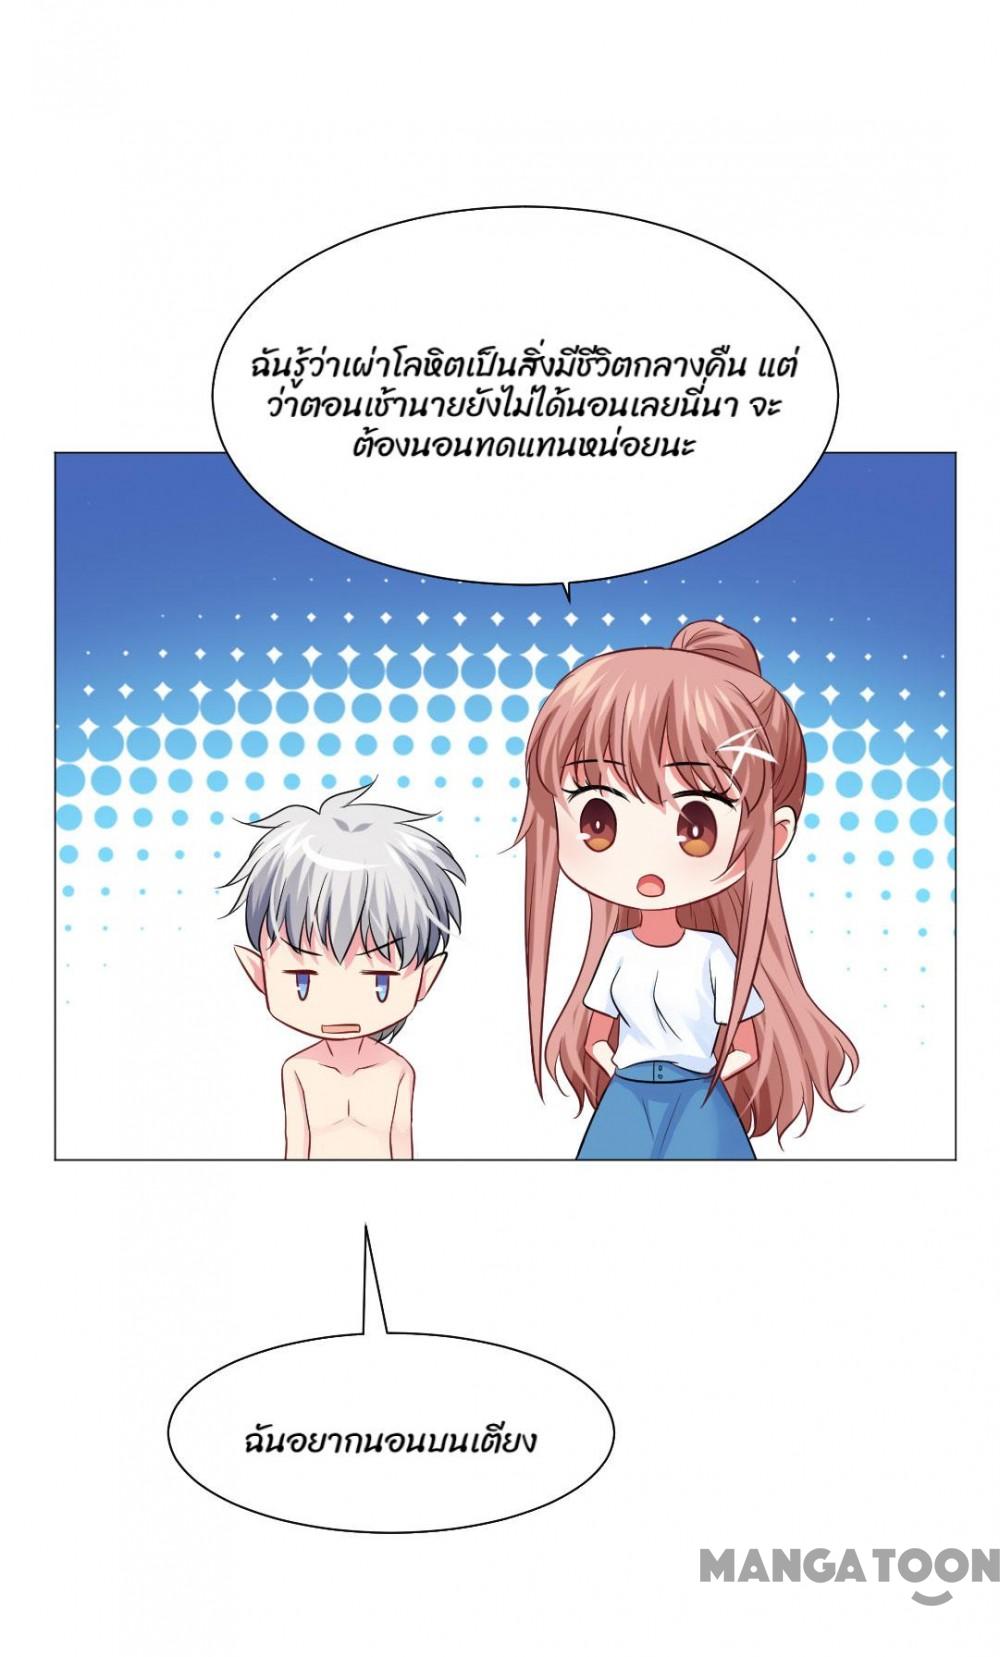 ฉันรู้ว่าเผ่าโลหิตเป็นสิ่งมีชีวิตกลางคืน แต่
ว่าตอนเช้านายยังไม่ได้นอนเลยนี่นา จะ
ต้องนอนทดแทนหน่อยนะ
ฉันอยากนอนบนเตียง
MANGATOON